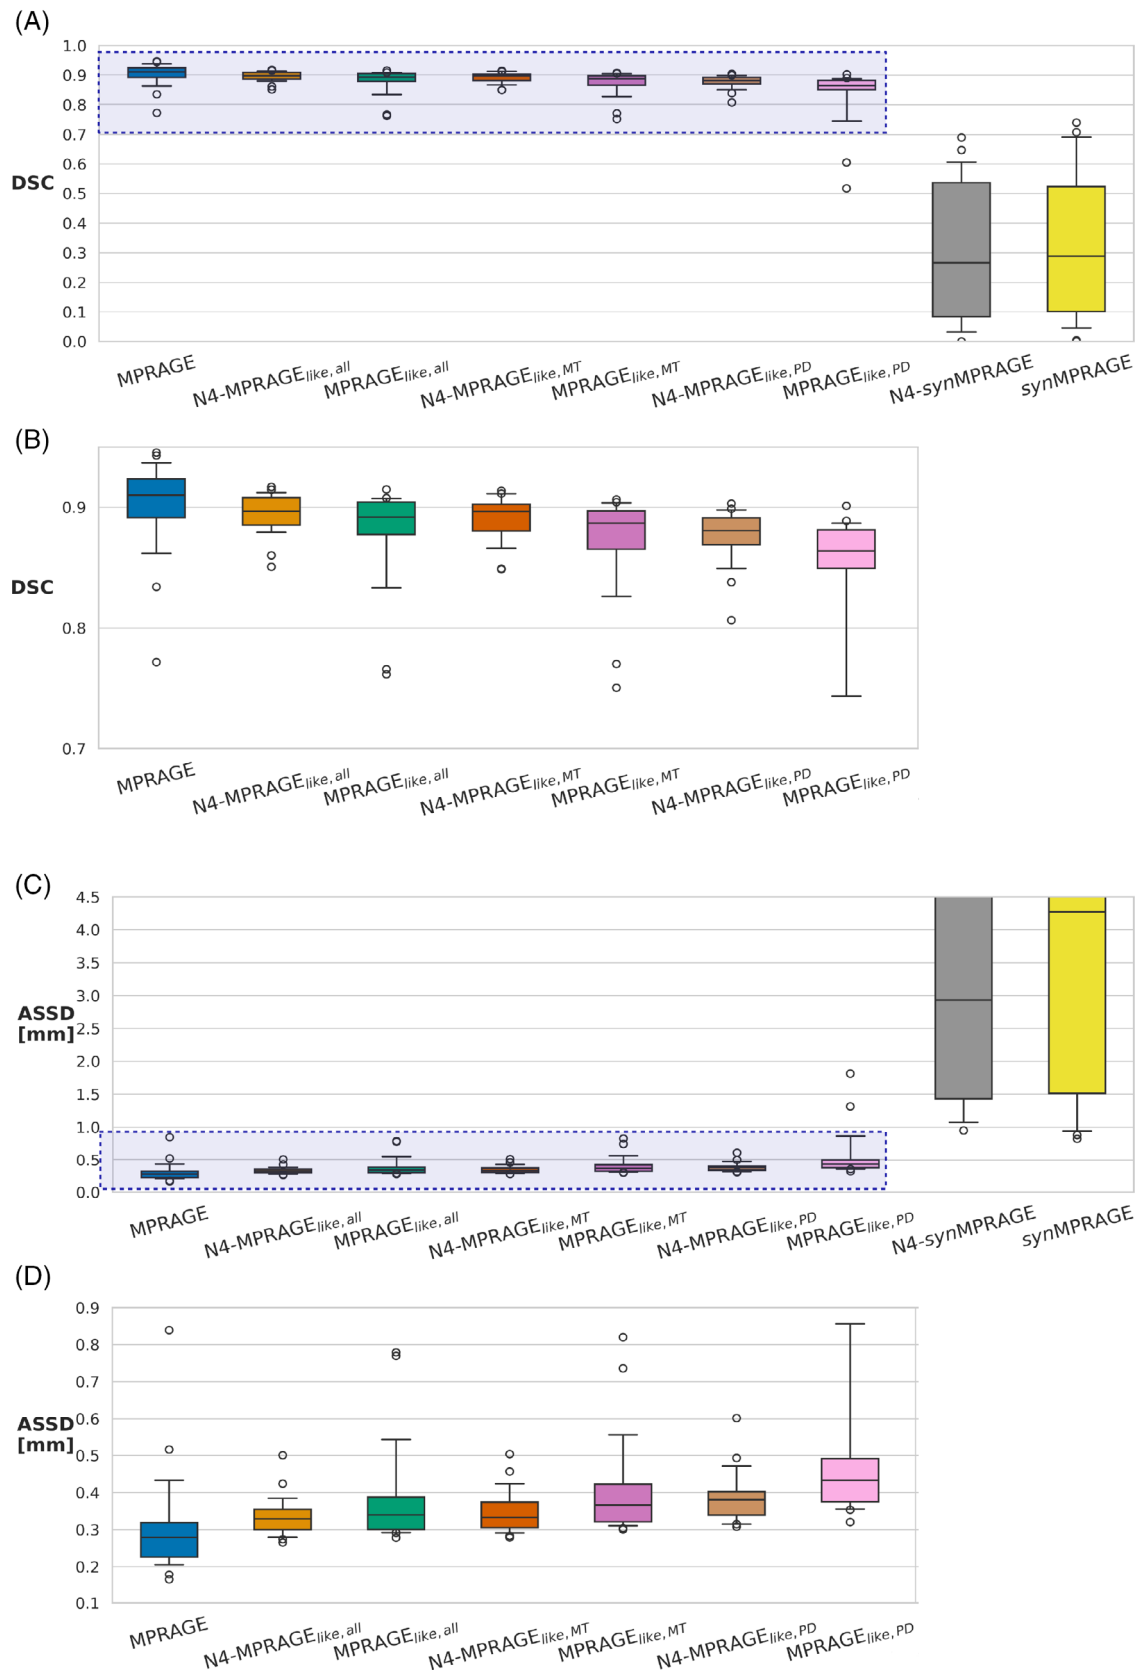 (A)
1.0
0.9
0.8
0.7
0.6
DSC
0.5
0.4
0.3
0.2
0.1
0.0
MPRAGE
N4-MPRAGElike, all
MPRAGElike, all
N4-MPRAGElike, MT
MPRAGElike, MT
N4-MPRAGElike, PD
MPRAGElike, PD
N4-synMPRAGE
synMPRAGE
(B)
0.9
DSC
0.8
0.7
MPRAGE
N4-MPRAGElike, all
MPRAGElike, all
N4-MPRAGElike, MT
MPRAGElike, MT
N4-MPRAGElike, PD
MPRAGElike, PD
(C)
4.5
4.0
3.5
3.0
ASSD
[mm]
2.5
2.0
1.5
1.0
0.5
0.0
MPRAGE
N4-MPRAGElike, all
MPRAGElike, all
N4-MPRAGElike, MT
MPRAGElike, MT
N4-MPRAGElike, PD
MPRAGElike, PD
N4-synMPRAGE
synMPRAGE
(D)
0.9
0.8
0.7
0.6
ASSD
[mm]
0.5
0.4
0.3
0.2
0.1
MPRAGE
N4-MPRAGElike, all
MPRAGElike, all
N4-MPRAGElike, MT
MPRAGElike, MT
N4-MPRAGElike, PD
MPRAGElike, PD